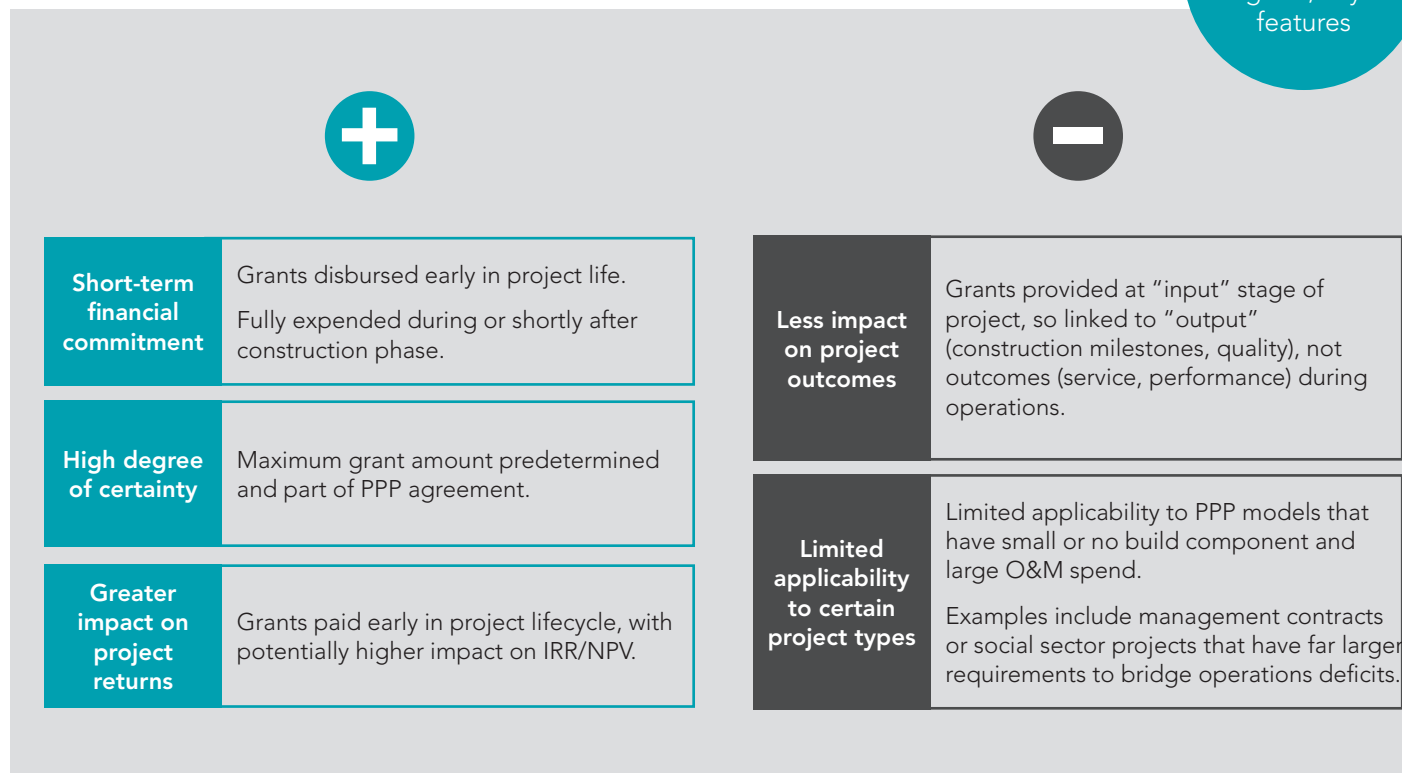 features
Short-term
financial
commitment
Grants disbursed early in project life.
Fully expended during or shortly after
construction phase.
High degree
of certainty
Maximum grant amount predetermined
and part of PPP agreement.
Greater
impact on
project
returns
Grants paid early in project lifecycle, with
potentially higher impact on IRR/NPV.
Less impact
on project
outcomes
Grants provided at “input” stage of
project, so linked to “output”
(construction milestones, quality), not
outcomes (service, performance) during
operations.
Limited
applicability
to certain
project types
Limited applicability to PPP models that
have small or no build component and
large O&M spend.
Examples include management contracts
or social sector projects that have far larger
requirements to bridge operations deficits.